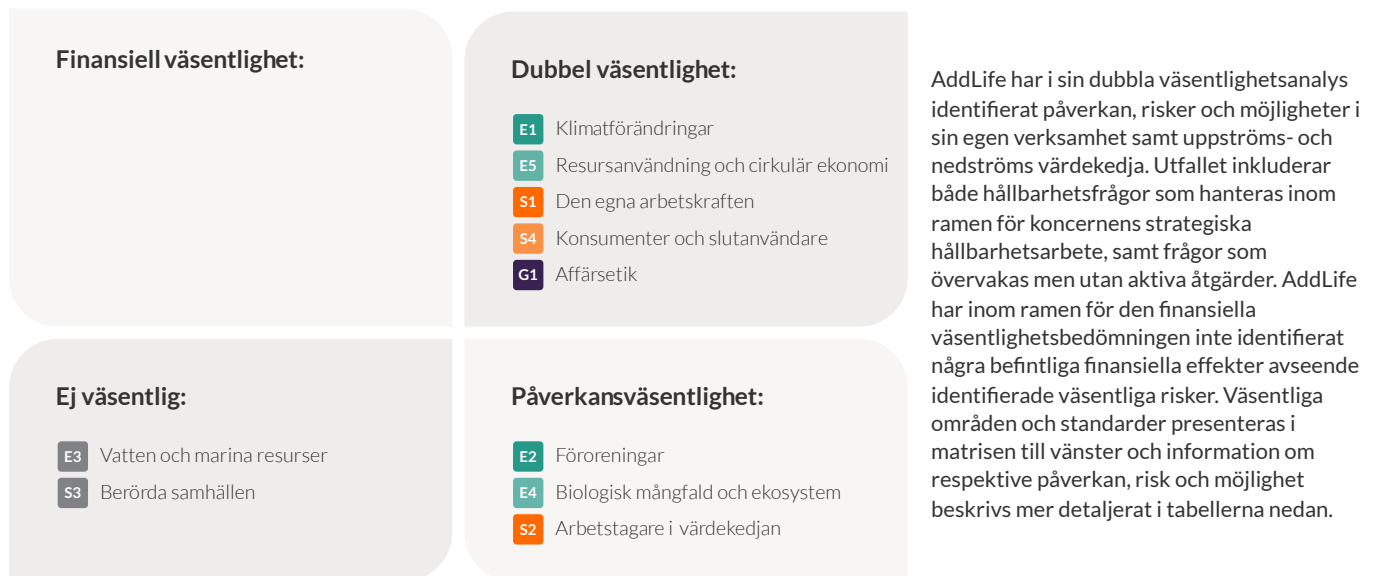 Finansiell väsentlighet:
Dubbel väsentlighet:
E1 Klimatförändringar
E5 Resursanvändning och cirkulär ekonomi
S1 Den egna arbetskraften
S4 Konsumenter och slutanvändare
G1 Affärsetik
Ej väsentlig:
E3 Vatten och marina resurser
S3 Berörda samhällen
Påverkansväsentlighet:
E2 Föroreningar
E4 Biologisk mångfald och ekosystem
S2 Arbetstagare i värdekedjan
AddLife har i sin dubbla väsentlighetsanalys
identifierat påverkan, risker och möjligheter i
sin egen verksamhet samt uppströms- och
nedströms värdekedja. Utfallet inkluderar
både hållbarhetsfrågor som hanteras inom
ramen för koncernens strategiska
hållbarhetsarbete, samt frågor som
övervakas men utan aktiva åtgärder. AddLife
har inom ramen för den finansiella
väsentlighetsbedömningen inte identifierat
några befintliga finansiella effekter avseende
identifierade väsentliga risker. Väsentliga
områden och standarder presenteras i
matrisen till vänster och information om
respektive påverkan, risk och möjlighet
beskrivs mer detaljerat i tabellerna nedan.